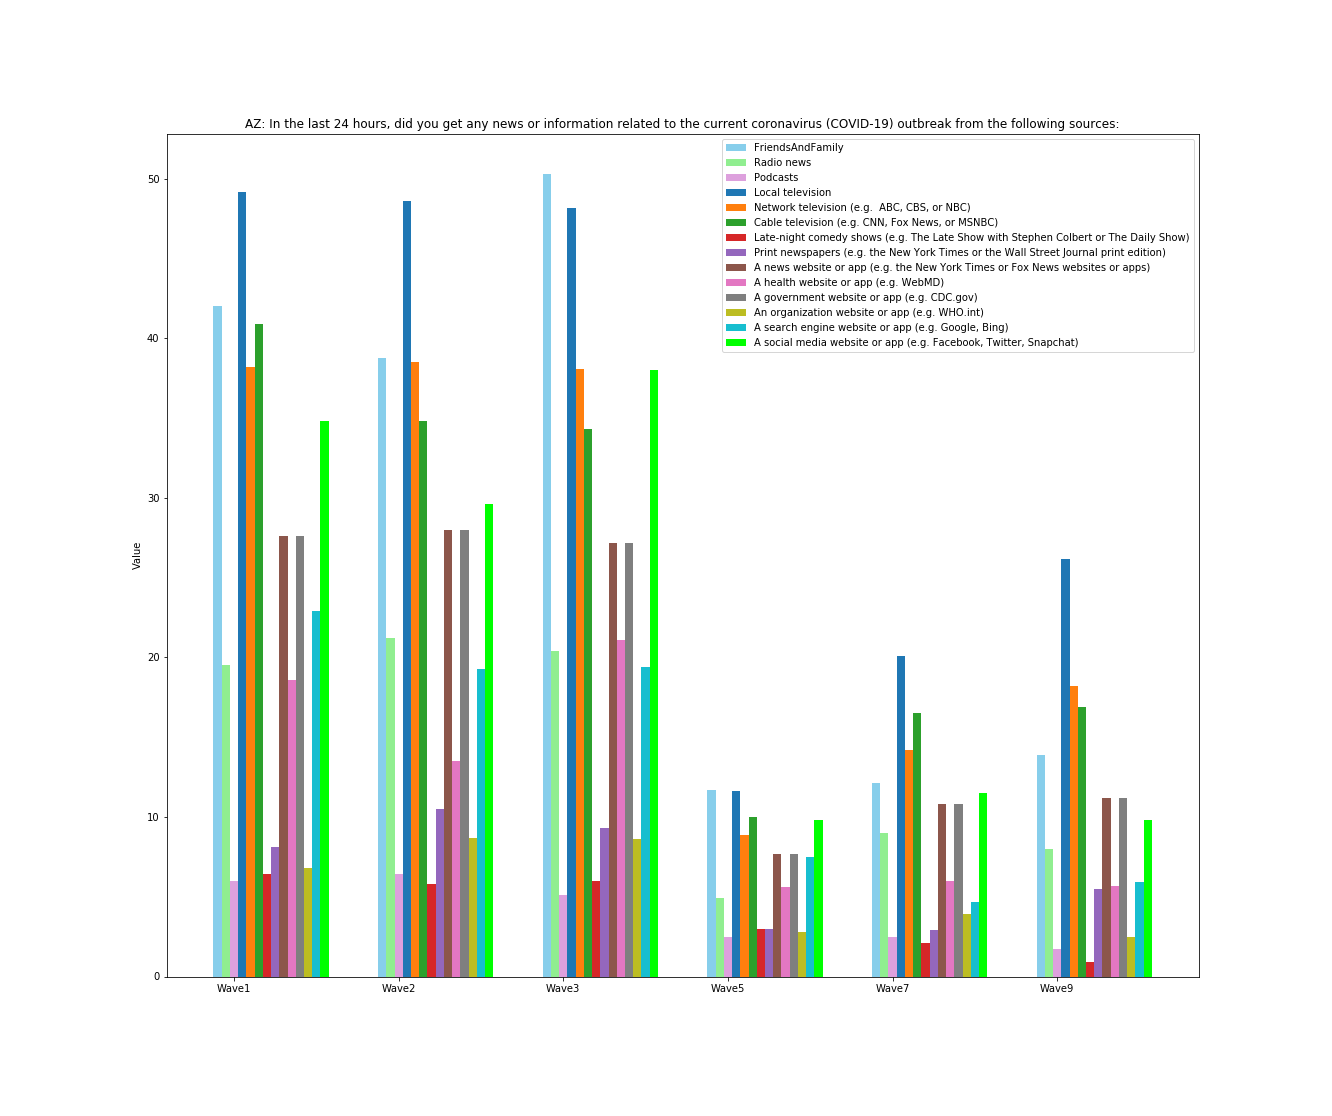 AZ: In the last 24 hours, did you get any news or information related to the current coronavirus (COVID-19) outbreak from the following sources:
FriendsAndFamily
Radio news
Podcasts
Local television
Network television (e.g.  ABC, CBS, or NBC)
Cable television (e.g. CNN, Fox News, or MSNBC)
Late-night comedy shows (e.g. The Late Show with Stephen Colbert or The Daily Show)
Print newspapers (e.g. the New York Times or the Wall Street Journal print edition)
A news website or app (e.g. the New York Times or Fox News websites or apps)
A health website or app (e.g. WebMD)
A government website or app (e.g. CDC.gov)
An organization website or app (e.g. WHO.int)
A search engine website or app (e.g. Google, Bing)
A social media website or app (e.g. Facebook, Twitter, Snapchat)
50
40
30
20
10
0
Value
Wave1
Wave2
Wave3
Wave5
Wave7
Wave9